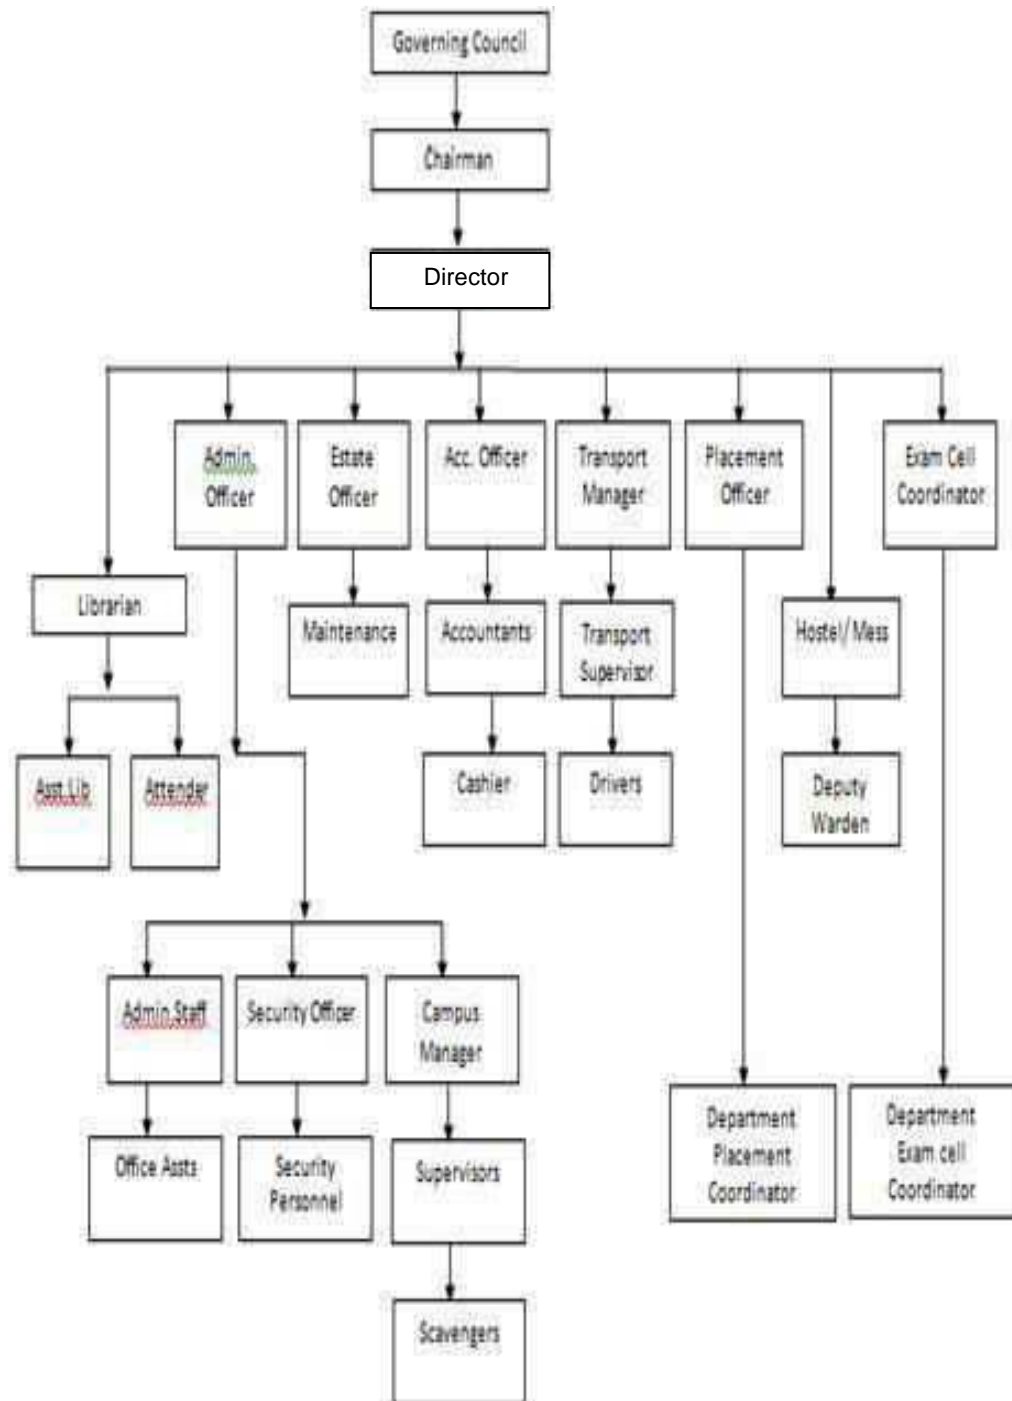 Governing Council
Chairman
Director
Admin.
Officer
Estate
Officer
Acc. Officer
Transport
Manager
Placement
Officer
Exam Cell
Coordinator
Librarian
Maintenance
Accountants
Transport
Supervisor
Hostel/ Mess
Asst.Lib
Attender
Cashier
Drivers
Deputy
Warden
Admin.Staff
Security Officer
Campus
Manager
Department
Placement
Coordinator
Department
Exam cell
Coordinator
Office Assts
Security
Personnel
Supervisors
Scavengers